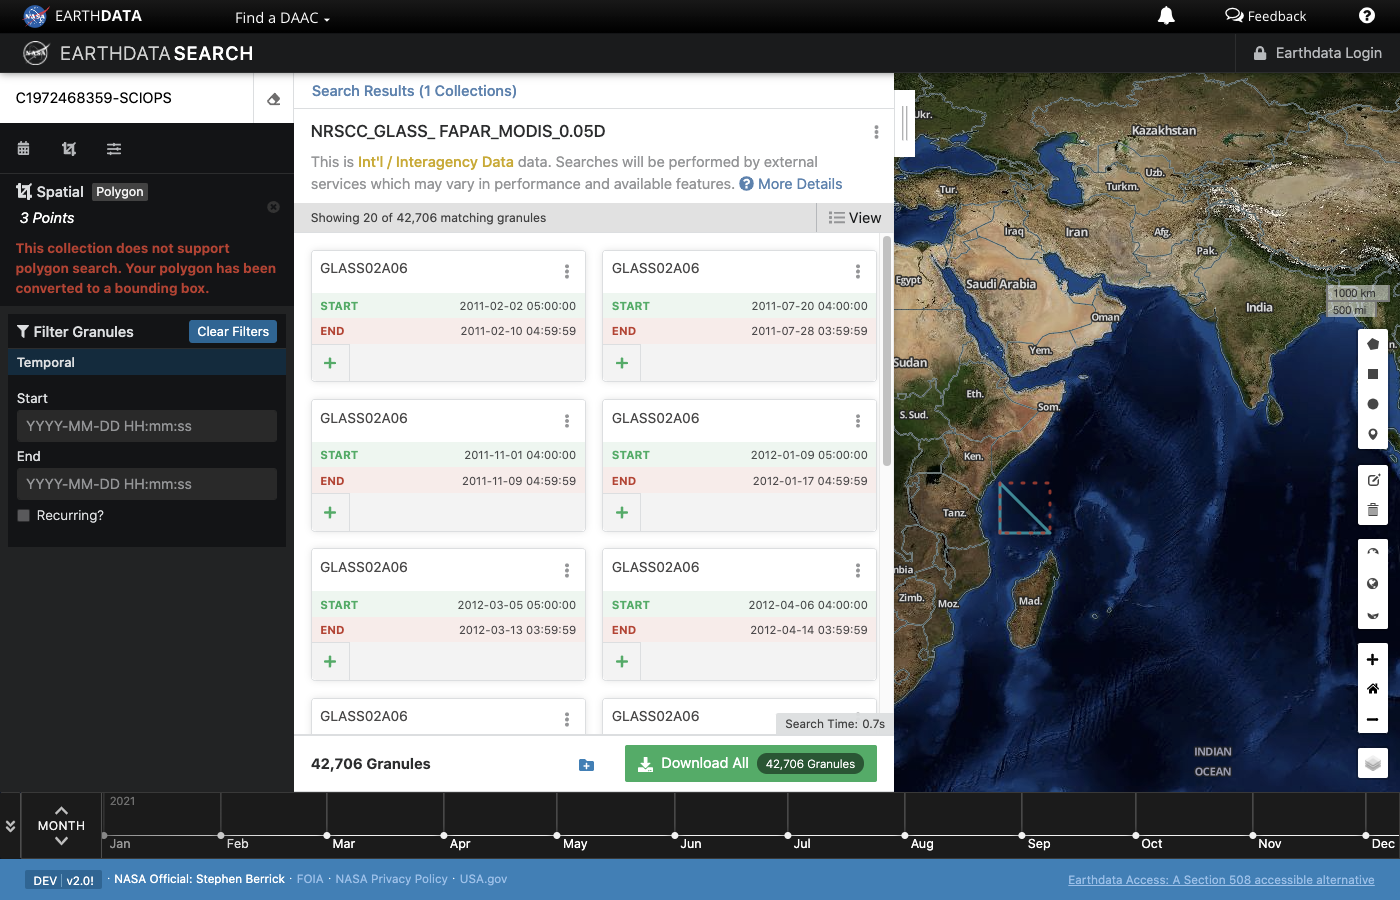 EARTHDATA
Find a DAAC
Feedback
EARTHDATA SEARCH
Earthdata Login
C1972468359-SCIOPS
Spatial Polygon
3 Points
This collection does not support
polygon search. Your polygon has been
converted to a bounding box.
Filter Granules
Clear Filters
Temporal
Start
YYYY-MM-DD HH:mm:ss
End
YYYY-MM-DD HH:mm:ss
Recurring?
Search Results (1 Collections)
NRSCC_GLASS_ FAPAR_MODIS_0.05D
This is Int'l / Interagency Data data. Searches will be performed by external
services which may vary in performance and available features. More Details
Showing 20 of 42,706 matching granules
View
GLASS02A06
START 2011-02-02 05:00:00
END 2011-02-10 04:59:59
GLASS02A06
START 2011-07-20 04:00:00
END 2011-07-28 03:59:59
GLASS02A06
START 2011-11-01 04:00:00
END 2011-11-09 04:59:59
GLASS02A06
START 2012-01-09 05:00:00
END 2012-01-17 04:59:59
GLASS02A06
START 2012-03-05 05:00:00
END 2012-03-13 03:59:59
GLASS02A06
START 2012-04-06 04:00:00
END 2012-04-14 03:59:59
GLASS02A06
GLASS02A06
Search Time: 0.7s
42,706 Granules
Download All 42,706 Granules
Ukr.
Kazakhstan
Uzb.
Tur.
Turkm.
Iraq
Iran
Afg.
Pak.
Egypt
Saudi Arabia
1000 km
500 mi
India
Oman
Yem.
Sudan
Eth.
Som.
S. Sud.
Ken.
Tanz.
nbia
Zimb.
Moz.
Mad.
INDIAN
OCEAN
MONTH
2021
Jan
Feb
Mar
Apr
May
Jun
Jul
Aug
Sep
Oct
Nov
Dec
DEV v2.0! · NASA Official: Stephen Berrick · FOIA · NASA Privacy Policy · USA.gov
Earthdata Access: A Section 508 accessible alternative